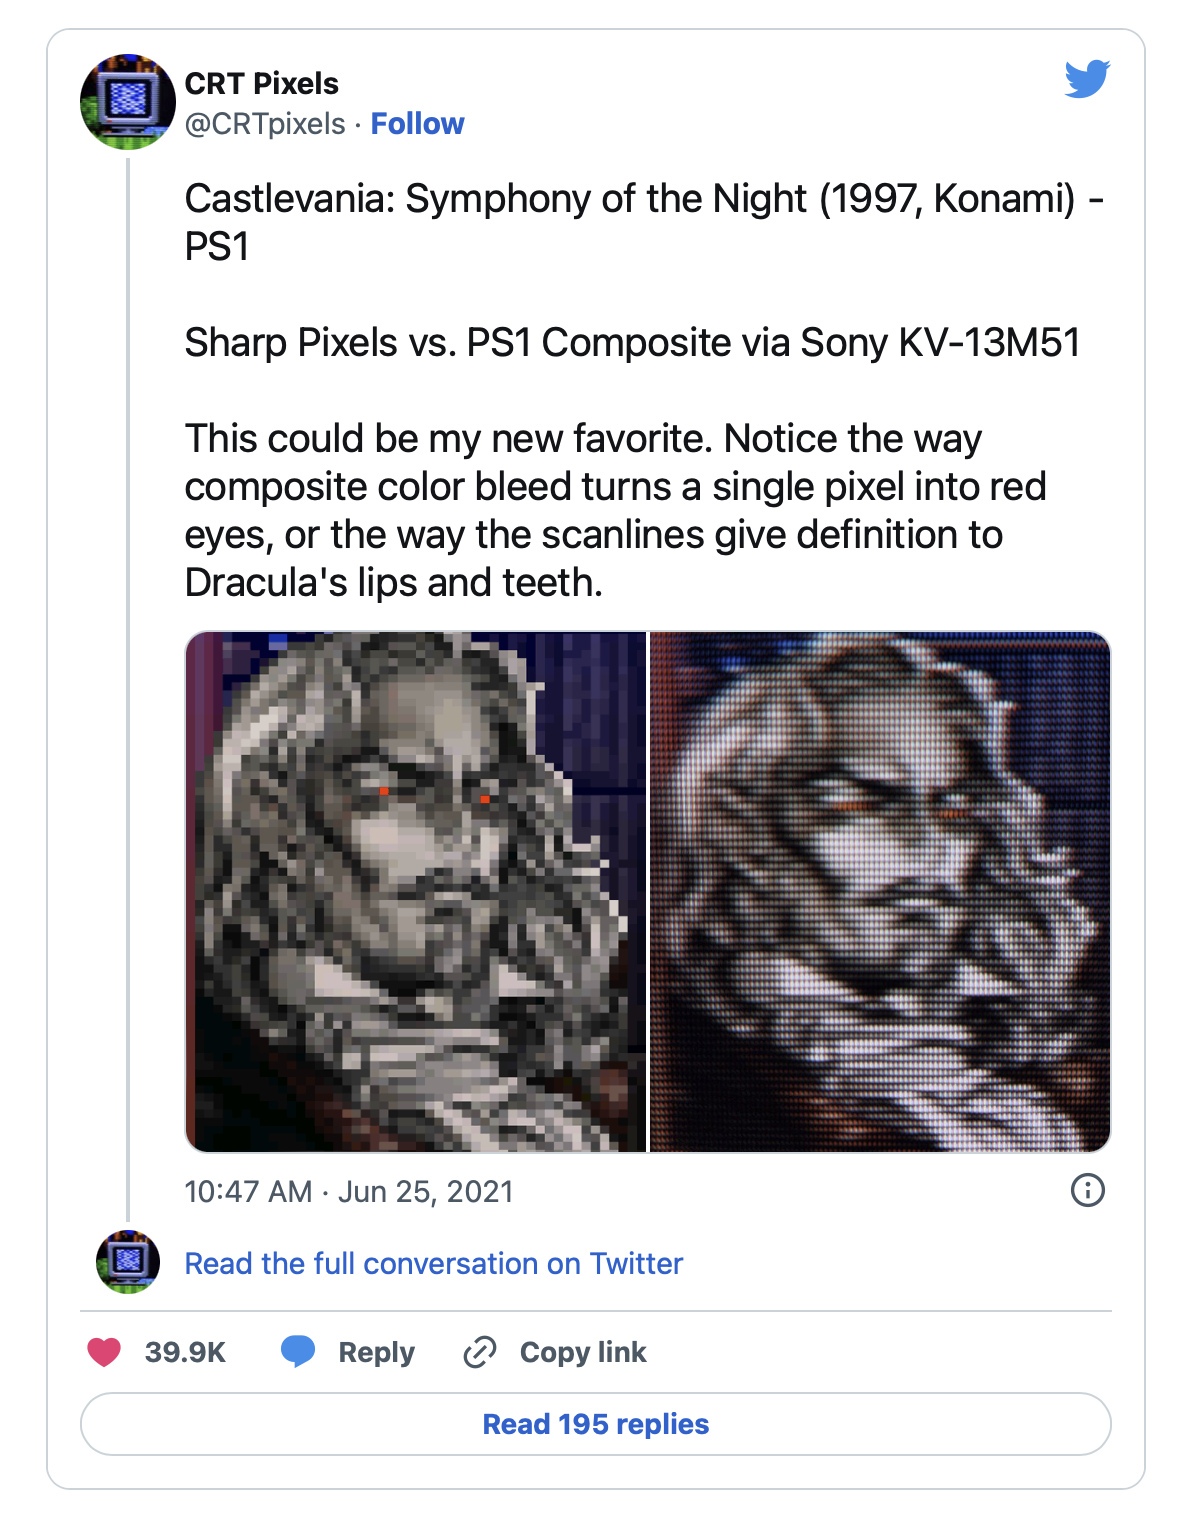 CRT Pixels
@CRTpixels · Follow
Castlevania: Symphony of the Night (1997, Konami) -
PS1
Sharp Pixels vs. PS1 Composite via Sony KV-13M51
This could be my new favorite. Notice the way
composite color bleed turns a single pixel into red
eyes, or the way the scanlines give definition to
Dracula's lips and teeth.
10:47 AM · Jun 25, 2021
Read the full conversation on Twitter
39.9K Reply Copy link
Read 195 replies